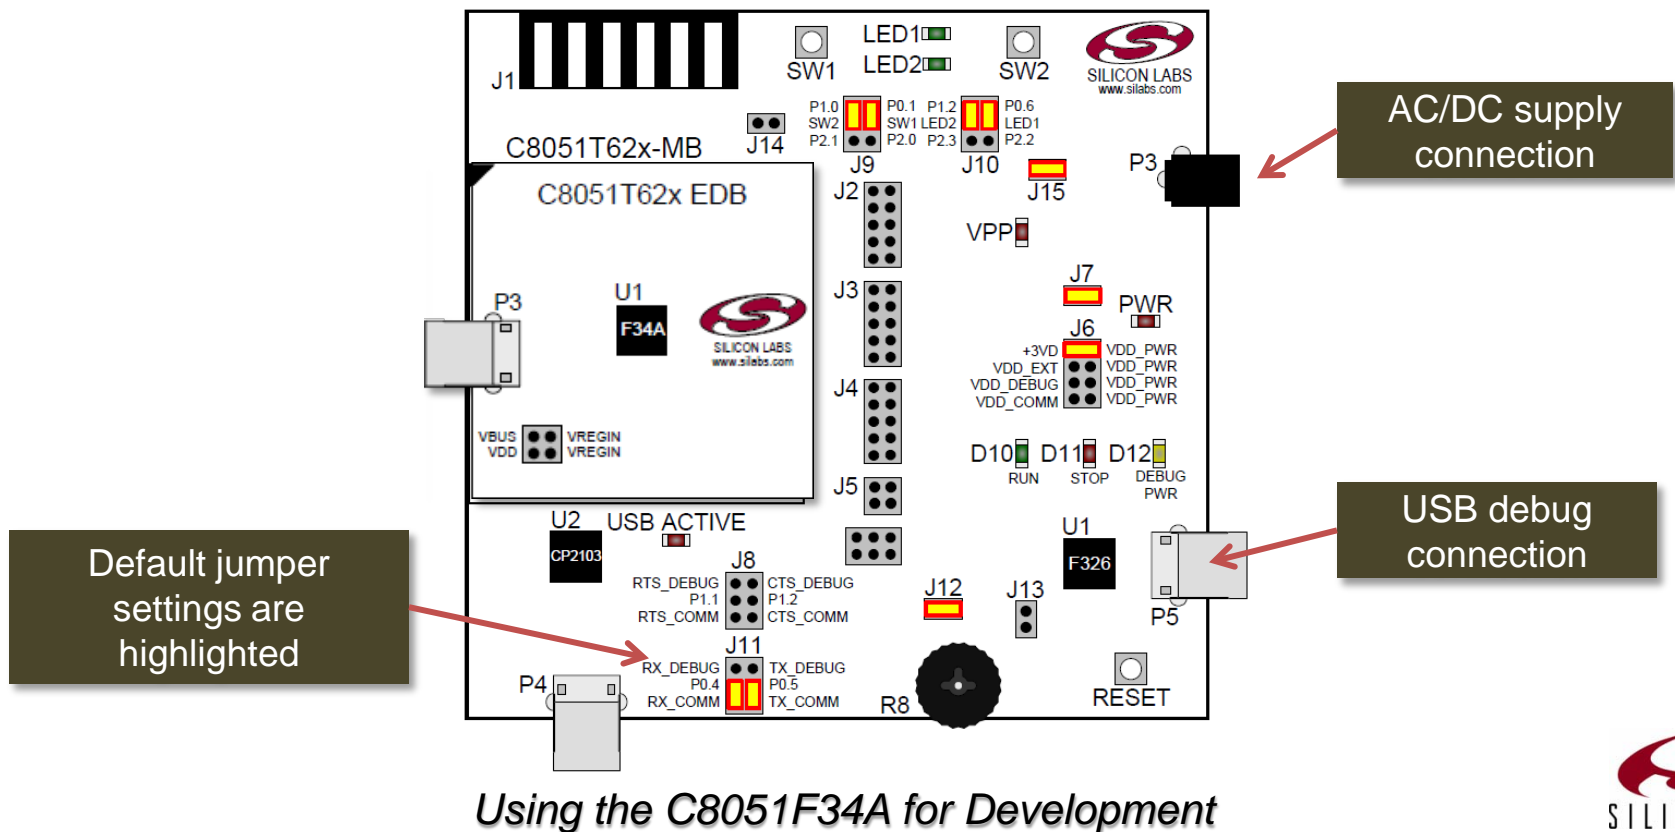 J1
SW1
LED1
LED2
SW2
SILICON LABS
www.silabs.com
AC/DC supply
connection
P1.0 P0.1 P1.2 P0.6
SW2 SW1 LED2 LED1
P2.1 P2.0 P2.3 P2.2
J14
J9
J10
C8051T62x-MB
P3
J15
C8051T62x EDB
J2
VPP
J7
U1
J3
P3
PWR
F34A
J6
SILICON LABS
www.silabs.com
+3VD VDD_PWR
VDD_EXT VDD_PWR
VDD_DEBUG VDD_PWR
VDD_COMM VDD_PWR
J4
VBUS VREGIN
VDD VREGIN
D10 D11 D12
RUN STOP DEBUG
PWR
J5
USB debug
connection
U2
USB ACTIVE
U1
CP2103
F326
Default jumper
settings are
highlighted
J8
RTS_DEBUG CTS_DEBUG
P1.1 P1.2
RTS_COMM CTS_COMM
J12
J13
P5
J11
RX_DEBUG TX_DEBUG
P0.4 P0.5
RX_COMM TX_COMM
P4
R8
RESET
Using the C8051F34A for Development
SILI